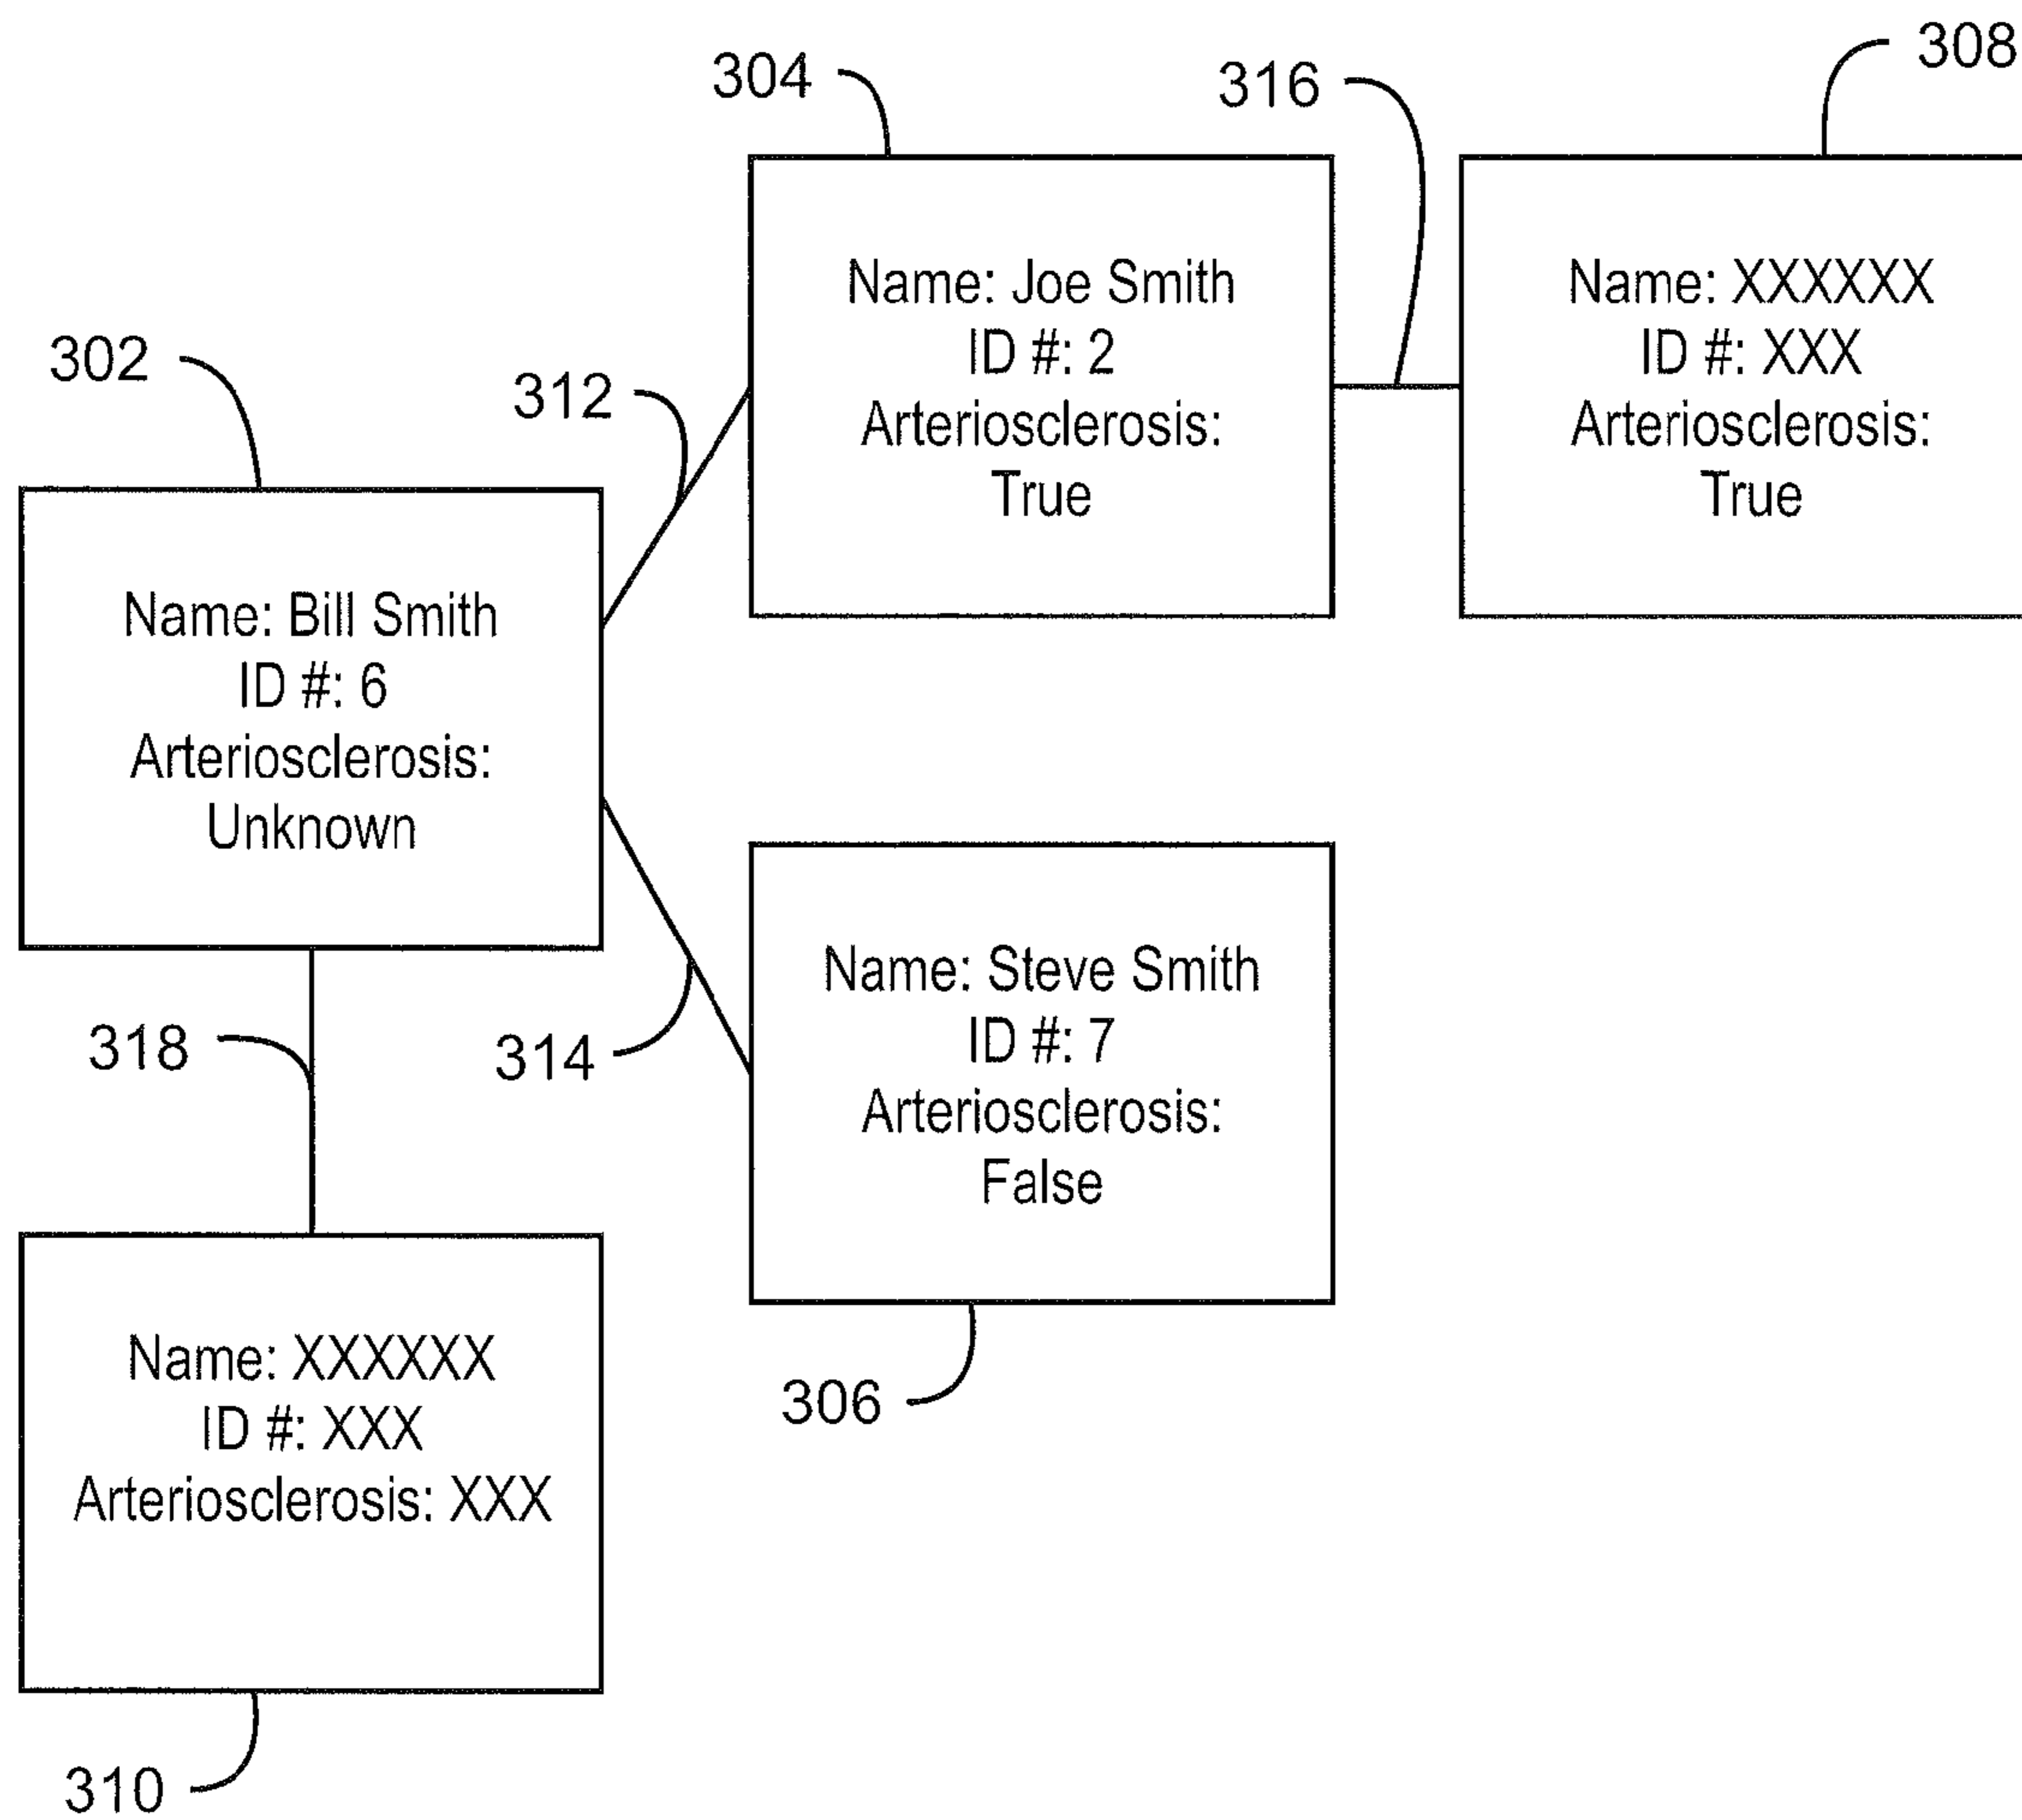 308
304
316
Name: Joe Smith
ID #: 2
Arteriosclerosis:
True
Name: XXXXXX
ID #: XXX
Arteriosclerosis:
True
302
312
Name: Bill Smith
ID #: 6
Arteriosclerosis:
Unknown
Name: Steve Smith
ID #: 7
Arteriosclerosis:
False
318
314
306
Name: XXXXXX
ID #: XXX
Arteriosclerosis: XXX
310